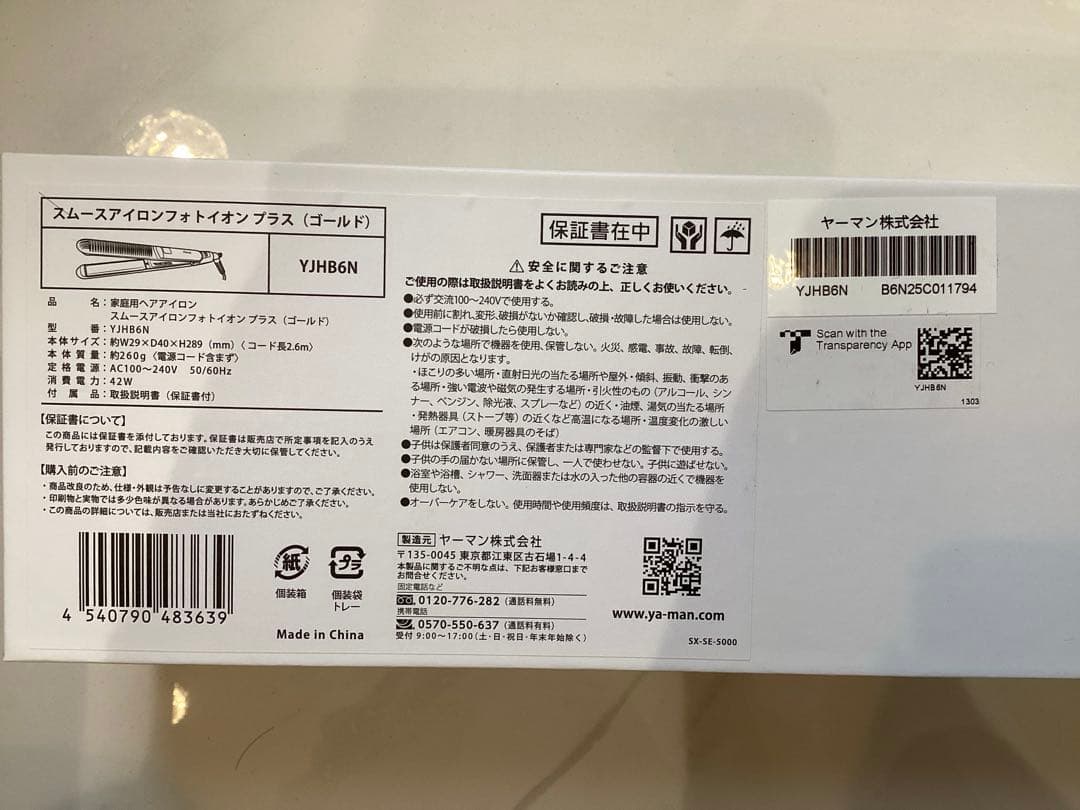 スムースアイロンフォトイオン プラス（ゴールド）
YJHB6N
品　　名：家庭用ヘアアイロン
スムースアイロンフォトイオン プラス（ゴールド）
型　　番：YJHB6N
本体サイズ：約W29×D40×H289（mm）〈コード長2.6m〉
本体質量：約260g〈電源コード含まず〉
定格電源：AC100〜240V　50/60Hz
消費電力：42W
付 属 品：取扱説明書（保証書付）
【保証書について】
この商品には保証書を添付しております。保証書は販売店で所定事項を記入のうえ
発行しておりますので、記載内容をご確認いただき大切に保管してください。
【購入前のご注意】
・商品改良のため、仕様・外観は予告なしに変更することがありますので、ご了承ください。
・印刷物と実物では多少色味が異なる場合があります。あらかじめご了承ください。
・この商品の詳細については、販売店または当社におたずねください。
4 540790 483639
紙
個装箱
プラ
個装袋
トレー
Made in China
保証書在中
⚠安全に関するご注意
ご使用の際は取扱説明書をよくお読みの上、正しくお使いください。
●必ず交流100〜240Vで使用する。
●使用前に割れ、変形、破損がないか確認し、破損・故障した場合は使用しない。
●電源コードが破損したら使用しない。
●次のような場所で機器を使用、保管しない。火災、感電、事故、故障、転倒、
けがの原因となります。
・ほこりの多い場所・直射日光の当たる場所や屋外・傾斜、振動、衝撃のあ
る場所・強い電波や磁気の発生する場所・引火性のもの（アルコール、シン
ナー、ベンジン、除光液、スプレーなど）の近く・油煙、湯気の当たる場所
・発熱器具（ストーブ等）の近くなど高温になる場所・温度変化の激しい
場所（エアコン、暖房器具のそば）
●子供は保護者同意のうえ、保護者または専門家などの監督下で使用する。
●子供の手の届かない場所に保管し、一人で使わせない。子供に遊ばせない。
●浴室や浴槽、シャワー、洗面器または水の入った他の容器の近くで機器を
使用しない。
●オーバーケアをしない。使用時間や使用頻度は、取扱説明書の指示を守る。
製造元 ヤーマン株式会社
〒135-0045 東京都江東区古石場1-4-4
本製品に関するご不明な点は、下記お客様窓口まで
お問合せください。
固定電話など
0120-776-282（通話料無料）
携帯電話
0570-550-637（通話料有料）
受付 9:00〜17:00（土・日・祝日・年末年始除く）
www.ya-man.com
SX-SE-5000
ヤーマン株式会社
YJHB6N B6N25C011794
Scan with the
Transparency App
YJHB6N
1303